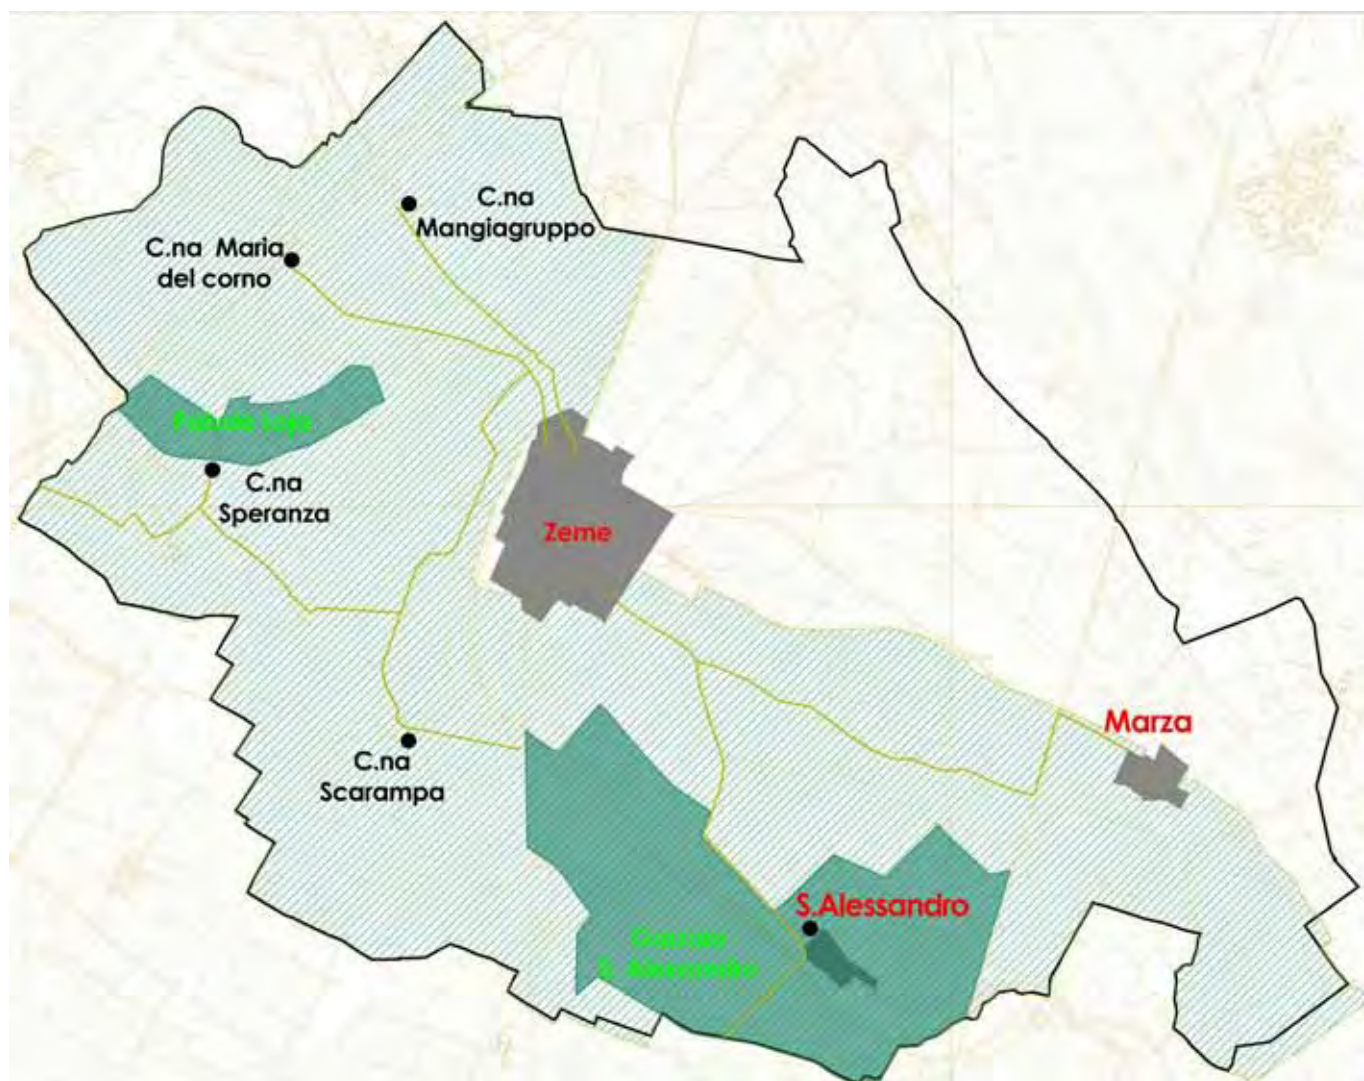 C.na
Mangiagruppo
C.na Maria
del corno
Palude Loja
C.na
Speranza
Zeme
Marza
C.na
Scarampa
S.Alessandro
Garzaia
S. Alessandro